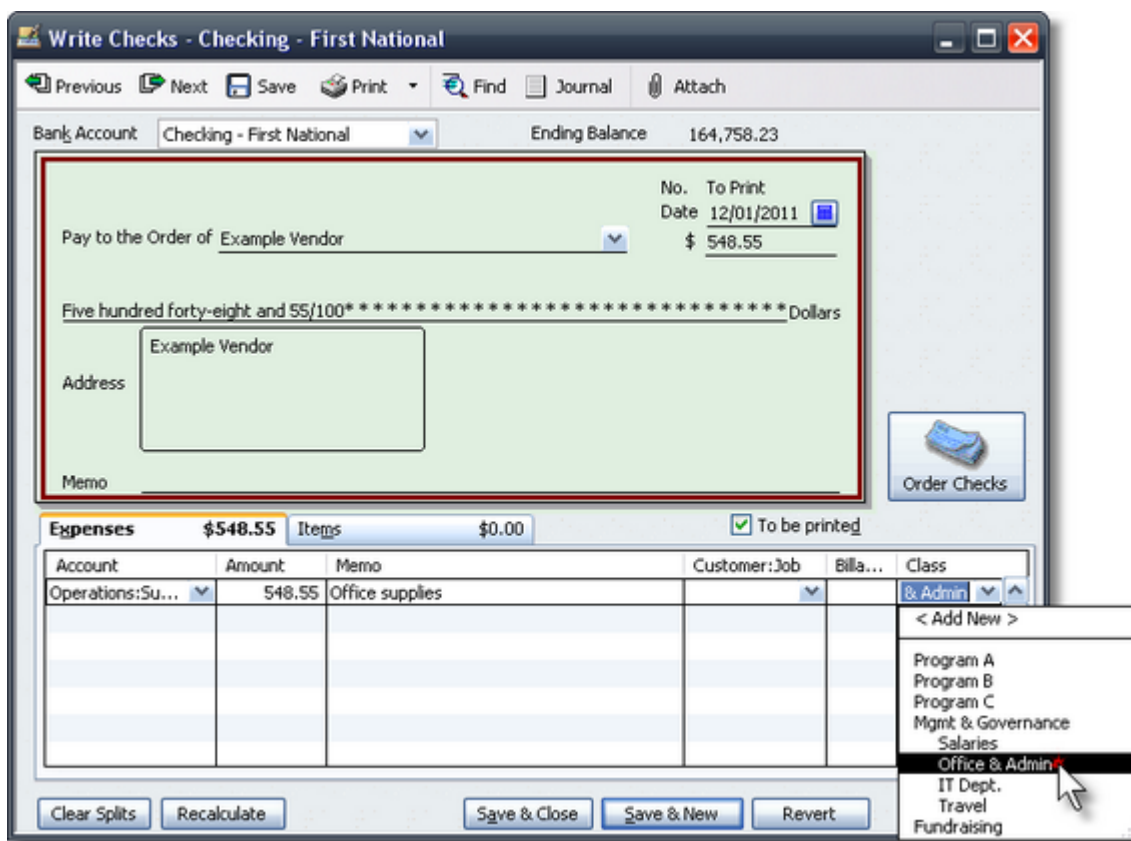 Write Checks - Checking - First National
Previous Next Save Print Find Journal Attach
Bank Account Checking - First National Ending Balance 164,758.23
No. To Print
Date 12/01/2011
Pay to the Order of Example Vendor $ 548.55
Five hundred forty-eight and 55/100* * * * * * * * * * * * * * * * * * * * * * * * * * * * * * * Dollars
Example Vendor
Address
Memo
Order Checks
Expenses $548.55 Items $0.00 To be printed
Account Amount Memo Customer:Job Billa... Class
Operations:Su... 548.55 Office supplies & Admin
< Add New >
Program A
Program B
Program C
Mgmt & Governance
Salaries
Office & Admin
IT Dept.
Travel
Fundraising
Clear Splits Recalculate Save & Close Save & New Revert